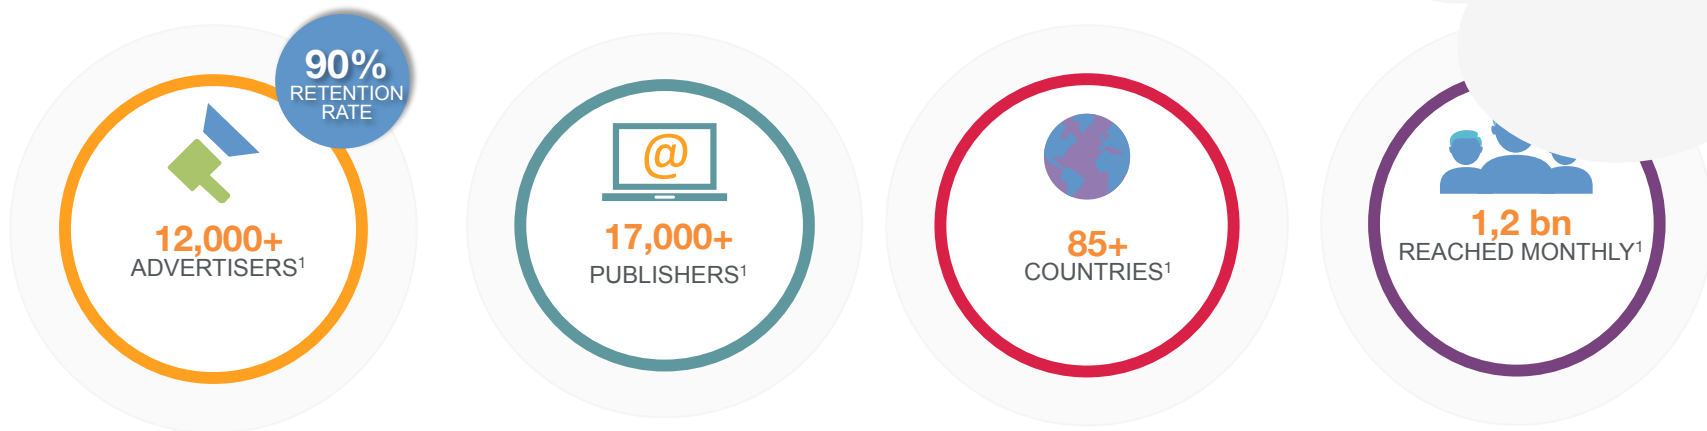 90%
RETENTION
RATE
12,000+
ADVERTISERS¹
@
17,000+
PUBLISHERS¹
85+
COUNTRIES¹
1,2 bn
REACHED MONTHLY¹